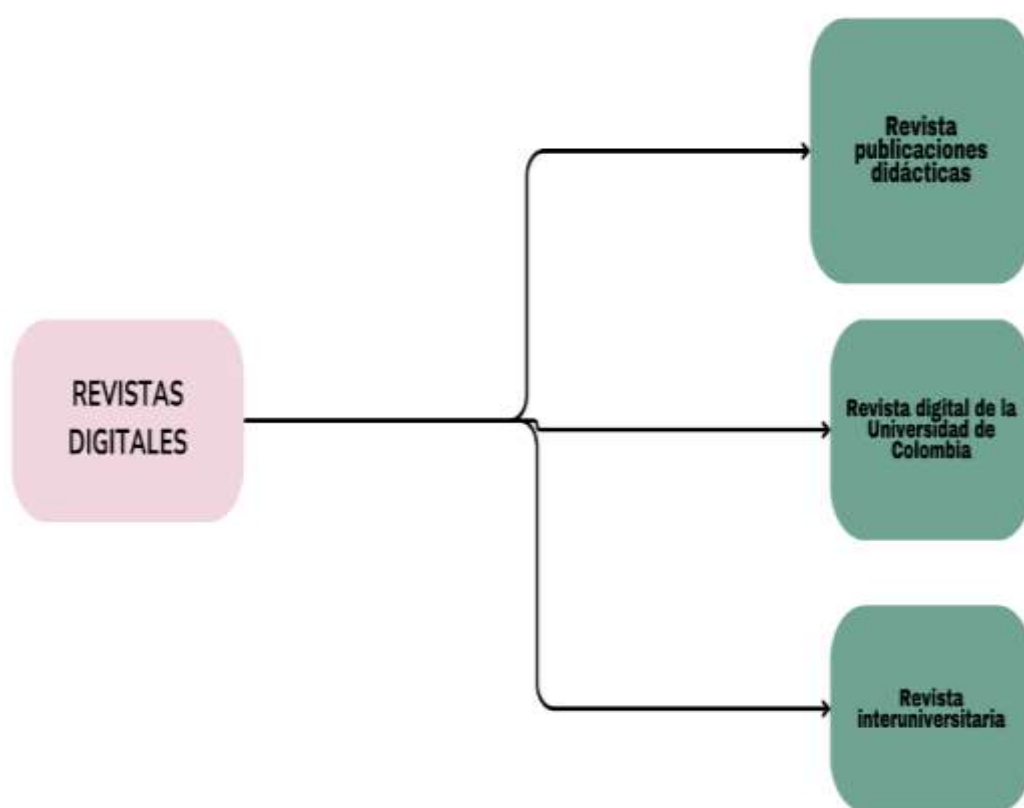 REVISTAS
DIGITALES
Revista
publicaciones
didácticas
Revista digital de la
Universidad de
Colombia
Revista
interuniversitaria